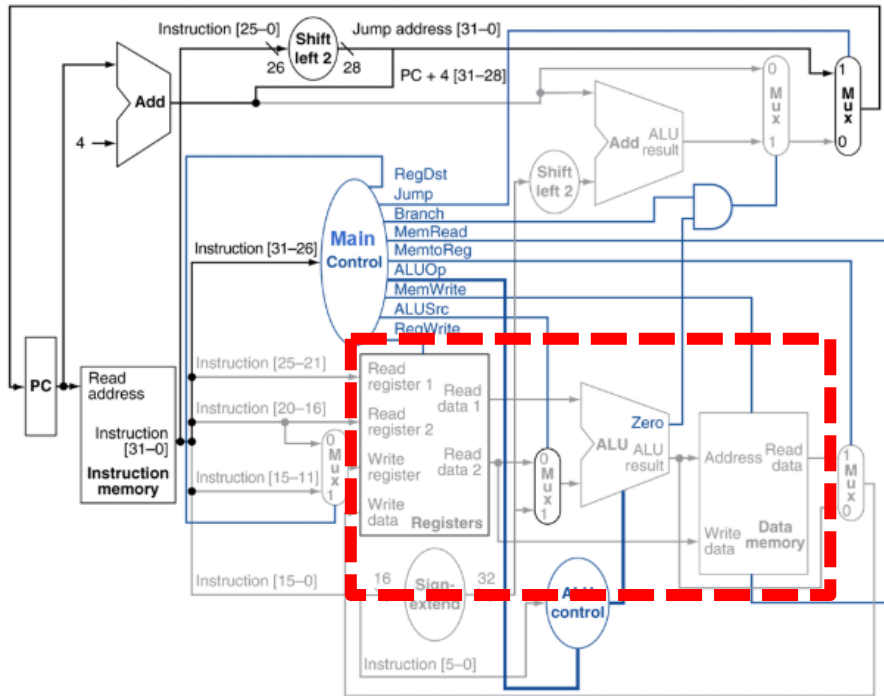 Instruction [25–0]
Shift
left 2
Jump address [31–0]
26
28
PC + 4 [31–28]
Add
4
0
M
u
x
1
1
M
u
x
0
Add
ALU
result
Shift
left 2
RegDst
Jump
Branch
MemRead
MemtoReg
ALUOp
MemWrite
ALUSrc
RegWrite
Instruction [31–26]
Main
Control
PC
Read
address
Instruction
[31–0]
Instruction
memory
Instruction [25–21]
Instruction [20–16]
Instruction [15–11]
0
M
u
x
1
Read
register 1
Read
register 2
Write
register
Write
data
Read
data 1
Read
data 2
Registers
0
M
u
x
1
Zero
ALU
ALU
result
Address
Read
data
Write
data
Data
memory
1
M
u
x
0
Instruction [15–0]
16
Sign-
extend
32
ALU
control
Instruction [5–0]